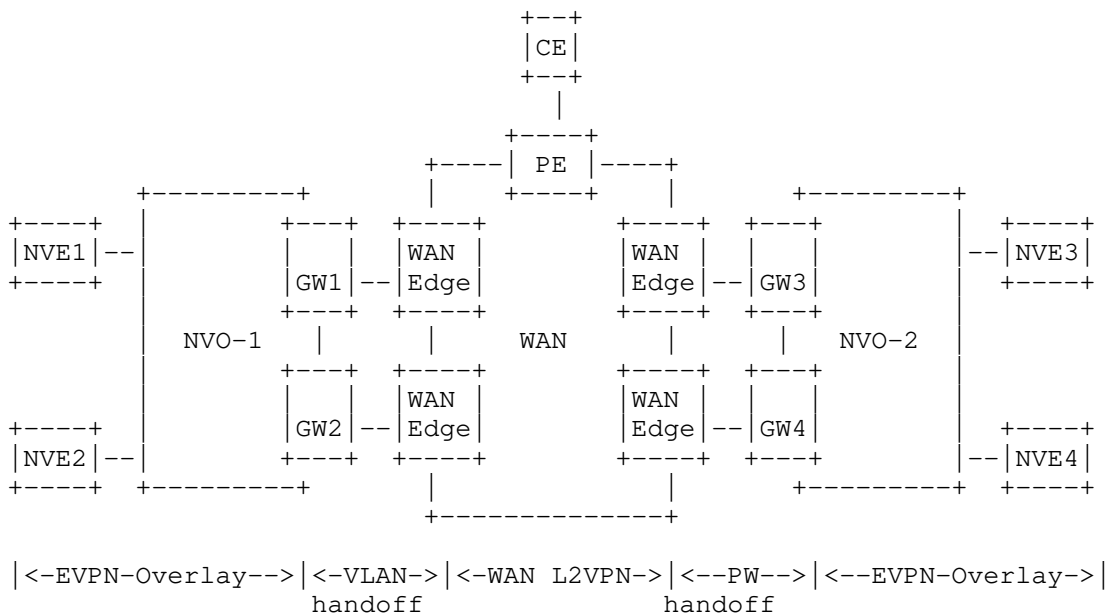 CE
PE
NVE1 WAN WAN NVE3
GW1 Edge Edge GW3
NVO-1 WAN NVO-2
WAN WAN
GW2 Edge Edge GW4
NVE2 NVE4
|<-EVPN-Overlay-->|<-VLAN->|<-WAN L2VPN->|<--PW-->|<--EVPN-Overlay->|
handoff handoff